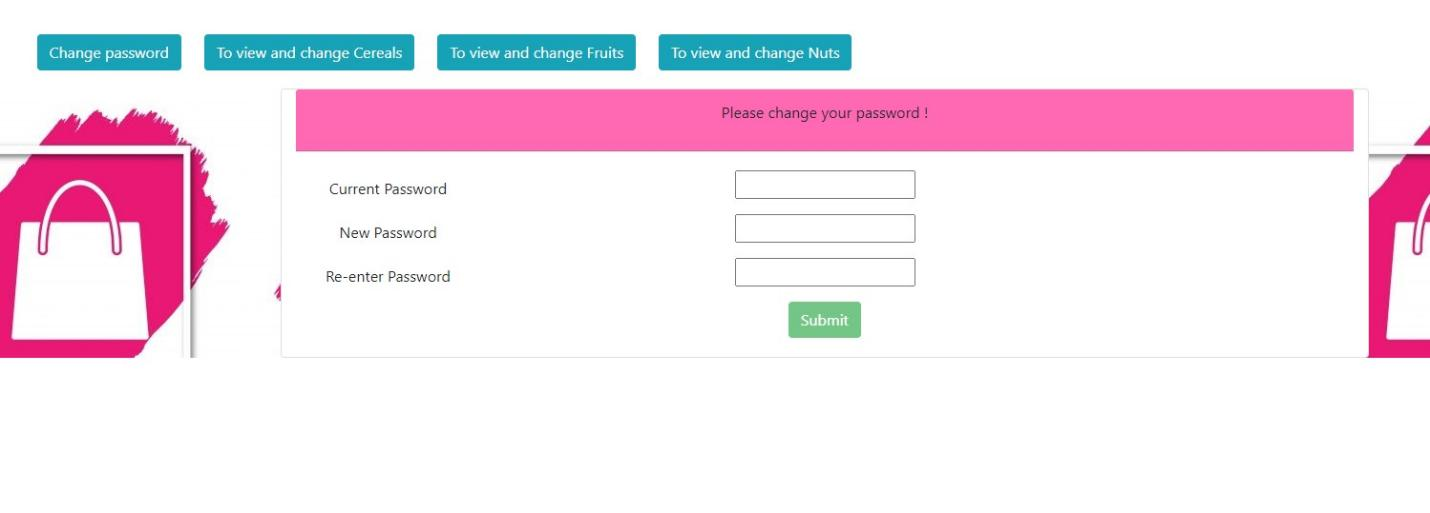 Change password To view and change Cereals To view and change Fruits To view and change Nuts
Please change your password !
Current Password
New Password
Re-enter Password
Submit